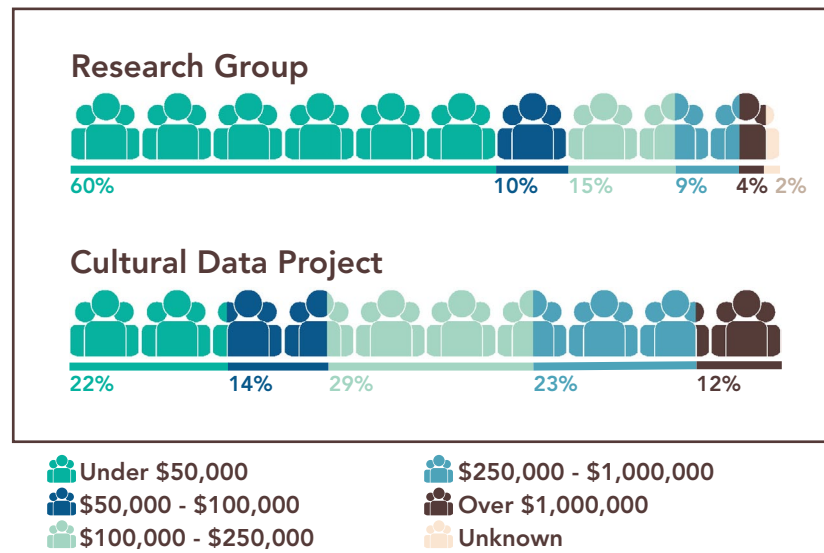 Research Group
60% 10% 15% 9% 4% 2%
Cultural Data Project
22% 14% 29% 23% 12%
Under $50,000
$50,000 - $100,000
$100,000 - $250,000
$250,000 - $1,000,000
Over $1,000,000
Unknown